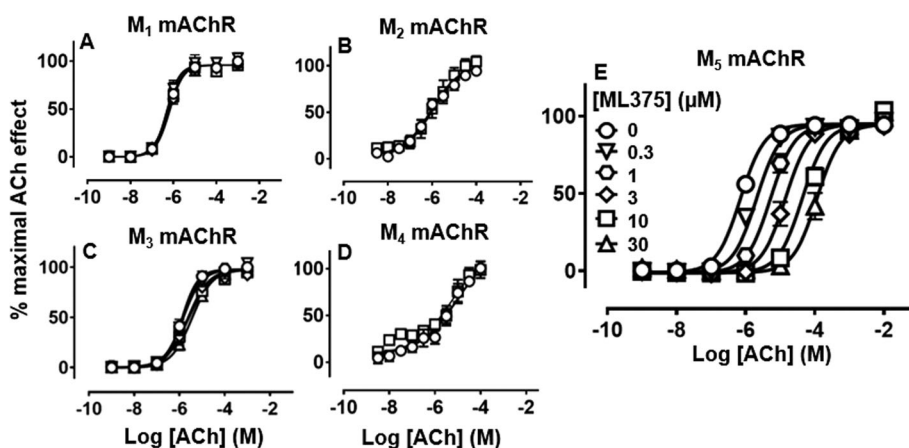 A
M1 mAChR
100
50
0
-10 -8 -6 -4 -2
B
M2 mAChR
100
50
0
-10 -8 -6 -4 -2
C
M3 mAChR
100
50
0
-10 -8 -6 -4 -2
Log [ACh] (M)
D
M4 mAChR
100
50
0
-10 -8 -6 -4 -2
Log [ACh] (M)
% maximal ACh effect
E
M5 mAChR
[ML375] (µM)
0
0.3
1
3
10
30
100
50
0
-10 -8 -6 -4 -2
Log [ACh] (M)